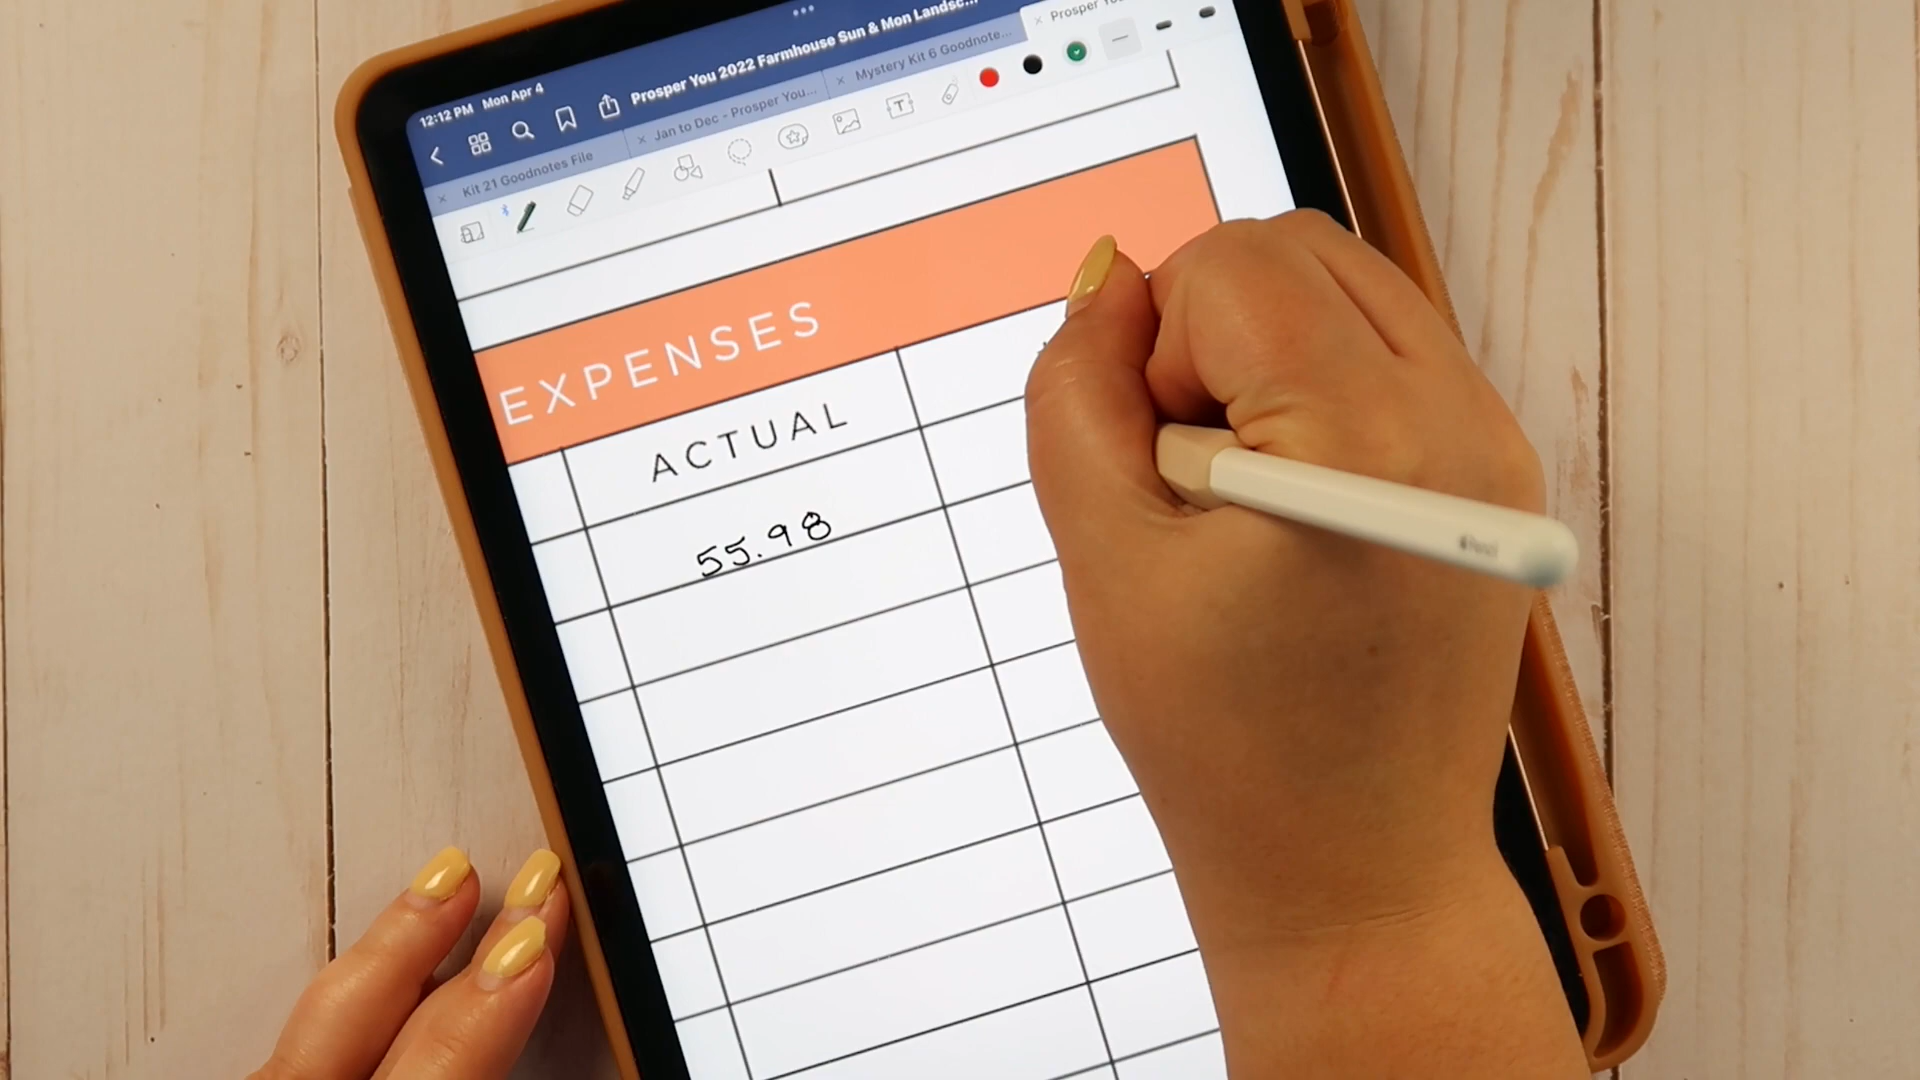 12:12 PM Mon Apr 4
Prosper You 2022 Farmhouse Sun & Mon Landsc...
Kit 21 Goodnotes File
Jan to Dec - Prosper You...
Mystery Kit 6 Goodnote...
Prosper
T
EXPENSES
ACTUAL
55.98